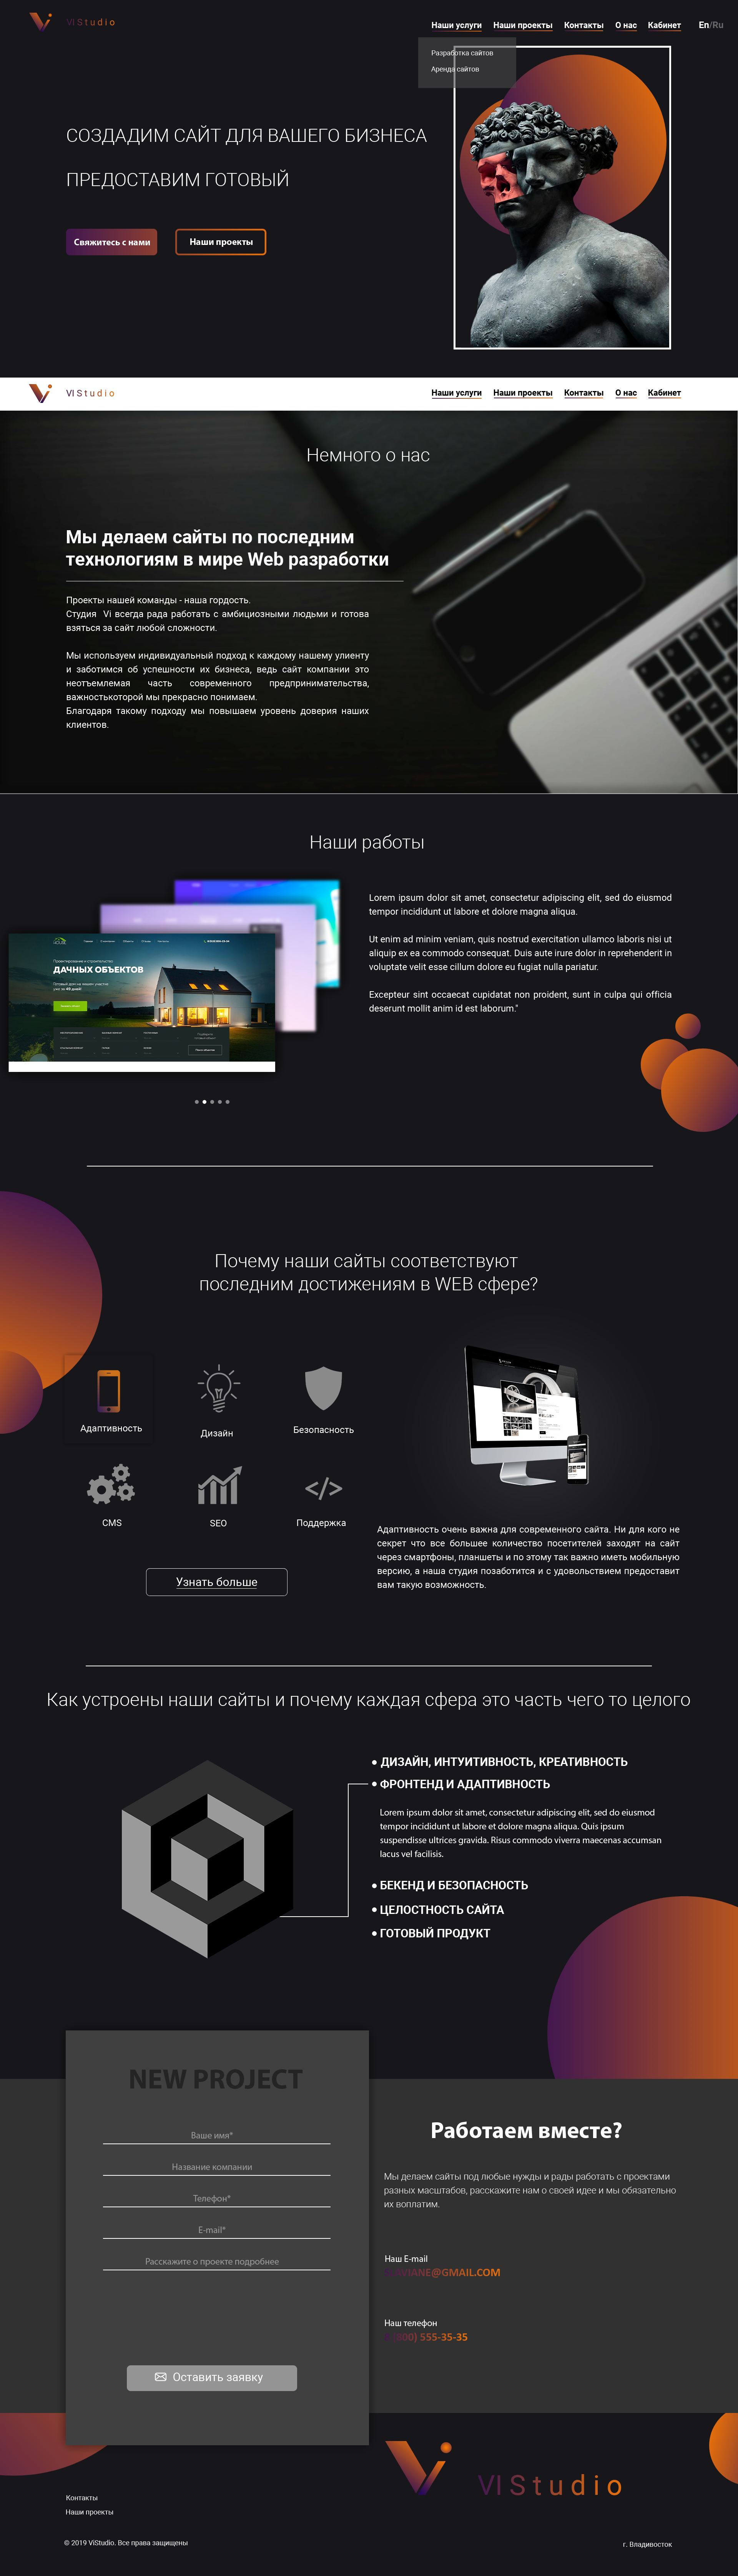 VI Studio
Наши услуги Наши проекты Контакты О нас Кабинет En/Ru
Разработка сайтов
Аренда сайтов
СОЗДАДИМ САЙТ ДЛЯ ВАШЕГО БИЗНЕСА
ПРЕДОСТАВИМ ГОТОВЫЙ
Свяжитесь с нами Наши проекты
VI Studio
Наши услуги Наши проекты Контакты О нас Кабинет
Немного о нас
Мы делаем сайты по последним
технологиям в мире Web разработки
Проекты нашей команды - наша гордость.
Студия Vi всегда рада работать с амбициозными людьми и готова
взяться за сайт любой сложности.
Мы используем индивидуальный подход к каждому нашему улиенту
и заботимся об успешности их бизнеса, ведь сайт компании это
неотъемлемая часть современного предпринимательства,
важностькоторой мы прекрасно понимаем.
Благодаря такому подходу мы повышаем уровень доверия наших
клиентов.
Наши работы
Проектирование и строительство
ДАЧНЫХ ОБЪЕКТОВ
Lorem ipsum dolor sit amet, consectetur adipiscing elit, sed do eiusmod
tempor incididunt ut labore et dolore magna aliqua.
Ut enim ad minim veniam, quis nostrud exercitation ullamco laboris nisi ut
aliquip ex ea commodo consequat. Duis aute irure dolor in reprehenderit in
voluptate velit esse cillum dolore eu fugiat nulla pariatur.
Excepteur sint occaecat cupidatat non proident, sunt in culpa qui officia
deserunt mollit anim id est laborum."
Почему наши сайты соответствуют
последним достижениям в WEB сфере?
Адаптивность
Дизайн
Безопасность
CMS
SEO
Поддержка
Узнать больше
Адаптивность очень важна для современного сайта. Ни для кого не
секрет что все большее количество посетителей заходят на сайт
через смартфоны, планшеты и по этому так важно иметь мобильную
версию, а наша студия позаботится и с удовольствием предоставит
вам такую возможность.
Как устроены наши сайты и почему каждая сфера это часть чего то целого
ДИЗАЙН, ИНТУИТИВНОСТЬ, КРЕАТИВНОСТЬ
ФРОНТЕНД И АДАПТИВНОСТЬ
Lorem ipsum dolor sit amet, consectetur adipiscing elit, sed do eiusmod
tempor incididunt ut labore et dolore magna aliqua. Quis ipsum
suspendisse ultrices gravida. Risus commodo viverra maecenas accumsan
lacus vel facilisis.
БЕКЕНД И БЕЗОПАСНОСТЬ
ЦЕЛОСТНОСТЬ САЙТА
ГОТОВЫЙ ПРОДУКТ
NEW PROJECT
Ваше имя*
Название компании
Телефон*
E-mail*
Расскажите о проекте подробнее
Оставить заявку
Работаем вместе?
Мы делаем сайты под любые нужды и рады работать с проектами
разных масштабов, расскажите нам о своей идее и мы обязательно
их воплатим.
Наш E-mail
Наш телефон
555-35-35
VI Studio
Контакты
Наши проекты
© 2019 ViStudio. Все права защищены
г. Владивосток